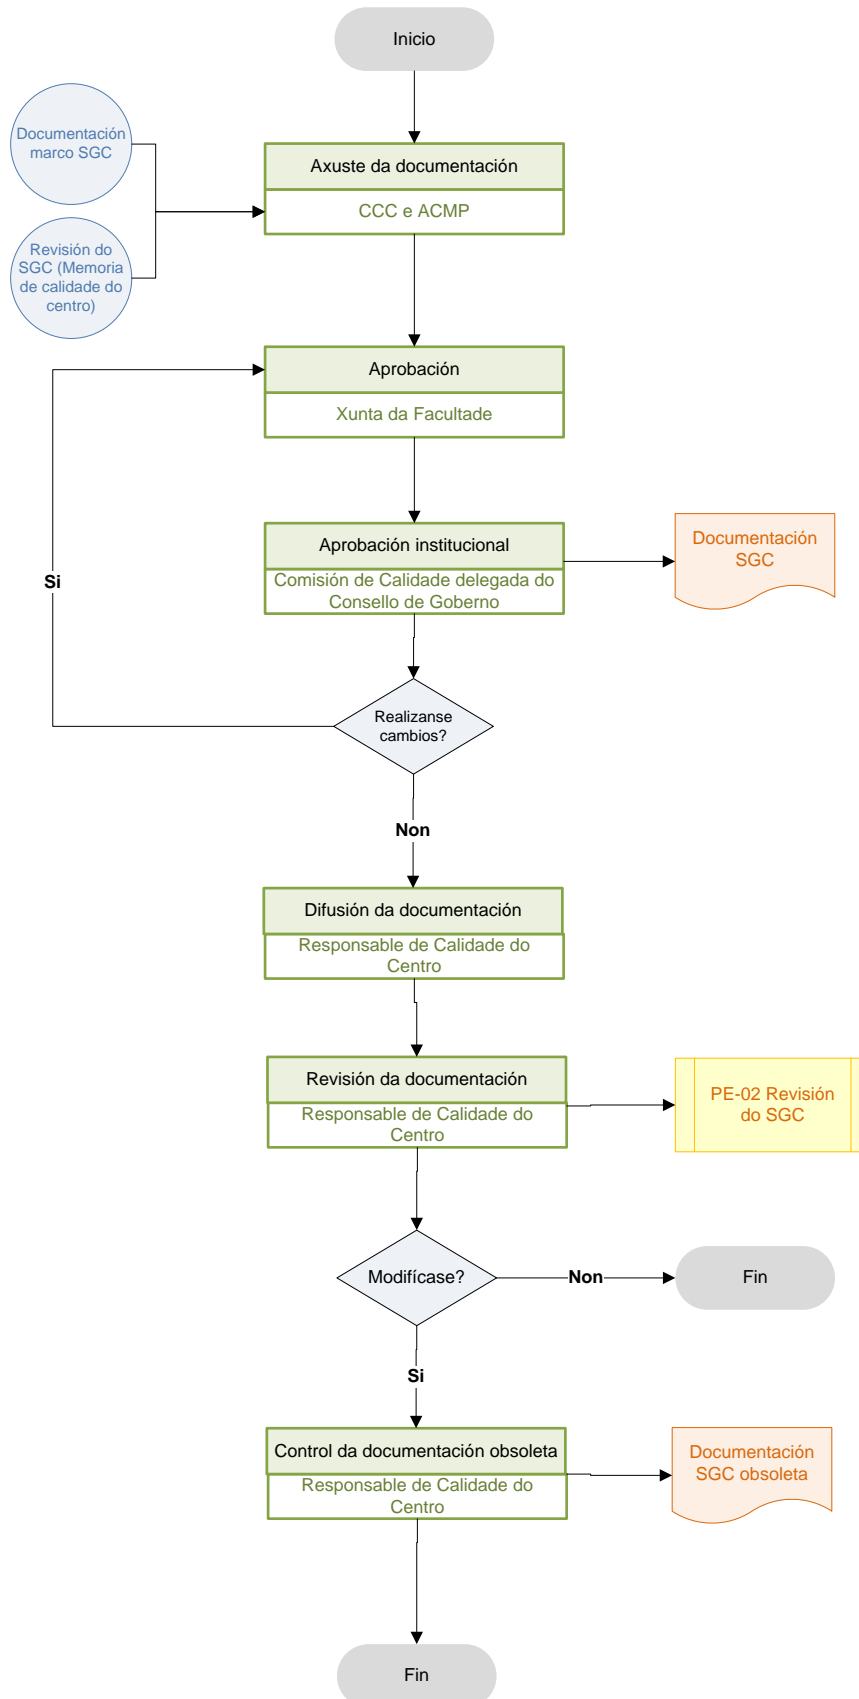 Inicio
Documentación
marco SGC
Axuste da documentación
CCC e ACMP
Revisión do
SGC (Memoria
de calidade do
centro)
Aprobación
Xunta da Facultade
Aprobación institucional
Comisión de Calidade delegada do
Consello de Goberno
Documentación
SGC
Si
Realizanse
cambios?
Non
Difusión da documentación
Responsable de Calidade do
Centro
Revisión da documentación
Responsable de Calidade do
Centro
PE-02 Revisión
do SGC
Modifícase?
Non
Fin
Si
Control da documentación obsoleta
Responsable de Calidade do
Centro
Documentación
SGC obsoleta
Fin